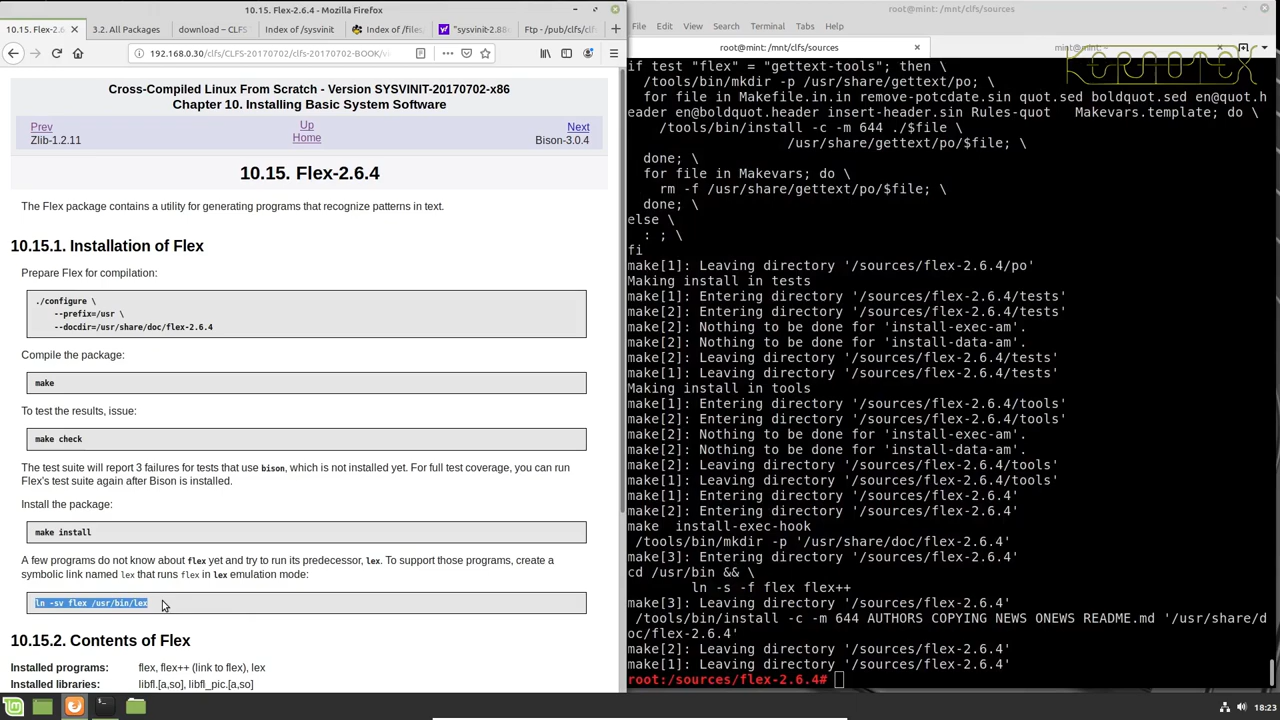 10.15. Flex-2.6.4 - Mozilla Firefox
10.15. Flex-2.6.
3.2. All Packages
download – CLFS
Index of /sysvinit
Index of /files
"sysvinit-2.88
Ftp - /pub/clfs/c
192.168.0.30/clfs/CLFS-20170702/clfs-20170702-BOOK/
Cross-Compiled Linux From Scratch - Version SYSVINIT-20170702-x86
Chapter 10. Installing Basic System Software
Prev
Up
Next
Zlib-1.2.11
Home
Bison-3.0.4
10.15. Flex-2.6.4
The Flex package contains a utility for generating programs that recognize patterns in text.
10.15.1. Installation of Flex
Prepare Flex for compilation:
./configure \
--prefix=/usr \
--docdir=/usr/share/doc/flex-2.6.4
Compile the package:
make
To test the results, issue:
make check
The test suite will report 3 failures for tests that use bison, which is not installed yet. For full test coverage, you can run
Flex's test suite again after Bison is installed.
Install the package:
make install
A few programs do not know about flex yet and try to run its predecessor, lex. To support those programs, create a
symbolic link named lex that runs flex in lex emulation mode:
ln -sv flex /usr/bin/lex
10.15.2. Contents of Flex
Installed programs: flex, flex++ (link to flex), lex
Installed libraries: libfl.[a,so], libfl_pic.[a,so]
root@mint: /mnt/clfs/sources
File Edit View Search Terminal Tabs Help
root@mint: /mnt/clfs/sources
root@mint: ~
KERNOTEX
if test "flex" = "gettext-tools"; then \
/tools/bin/mkdir -p /usr/share/gettext/po; \
for file in Makefile.in.in remove-potcdate.sin quot.sed boldquot.sed en@quot.h
eader en@boldquot.header insert-header.sin Rules-quot Makevars.template; do \
/tools/bin/install -c -m 644 ./$file \
/usr/share/gettext/po/$file; \
done; \
for file in Makevars; do \
rm -f /usr/share/gettext/po/$file; \
done; \
else \
: ; \
fi
make[1]: Leaving directory '/sources/flex-2.6.4/po'
Making install in tests
make[1]: Entering directory '/sources/flex-2.6.4/tests'
make[2]: Entering directory '/sources/flex-2.6.4/tests'
make[2]: Nothing to be done for 'install-exec-am'.
make[2]: Nothing to be done for 'install-data-am'.
make[2]: Leaving directory '/sources/flex-2.6.4/tests'
make[1]: Leaving directory '/sources/flex-2.6.4/tests'
Making install in tools
make[1]: Entering directory '/sources/flex-2.6.4/tools'
make[2]: Entering directory '/sources/flex-2.6.4/tools'
make[2]: Nothing to be done for 'install-exec-am'.
make[2]: Nothing to be done for 'install-data-am'.
make[2]: Leaving directory '/sources/flex-2.6.4/tools'
make[1]: Leaving directory '/sources/flex-2.6.4/tools'
make[1]: Entering directory '/sources/flex-2.6.4'
make[2]: Entering directory '/sources/flex-2.6.4'
make  install-exec-hook
/tools/bin/mkdir -p '/usr/share/doc/flex-2.6.4'
make[3]: Entering directory '/sources/flex-2.6.4'
cd /usr/bin && \
ln -s -f flex flex++
make[3]: Leaving directory '/sources/flex-2.6.4'
/tools/bin/install -c -m 644 AUTHORS COPYING NEWS ONEWS README.md '/usr/share/d
oc/flex-2.6.4'
make[2]: Leaving directory '/sources/flex-2.6.4'
make[1]: Leaving directory '/sources/flex-2.6.4'
root:/sources/flex-2.6.4#
18:23